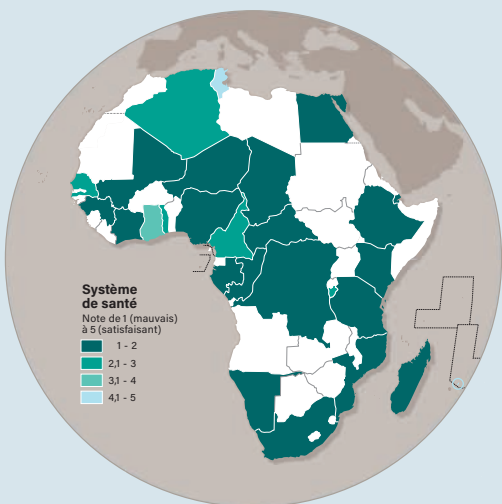 Système
de santé
Note de 1 (mauvais)
à 5 (satisfaisant)
1 - 2
2,1 - 3
3,1 - 4
4,1 - 5